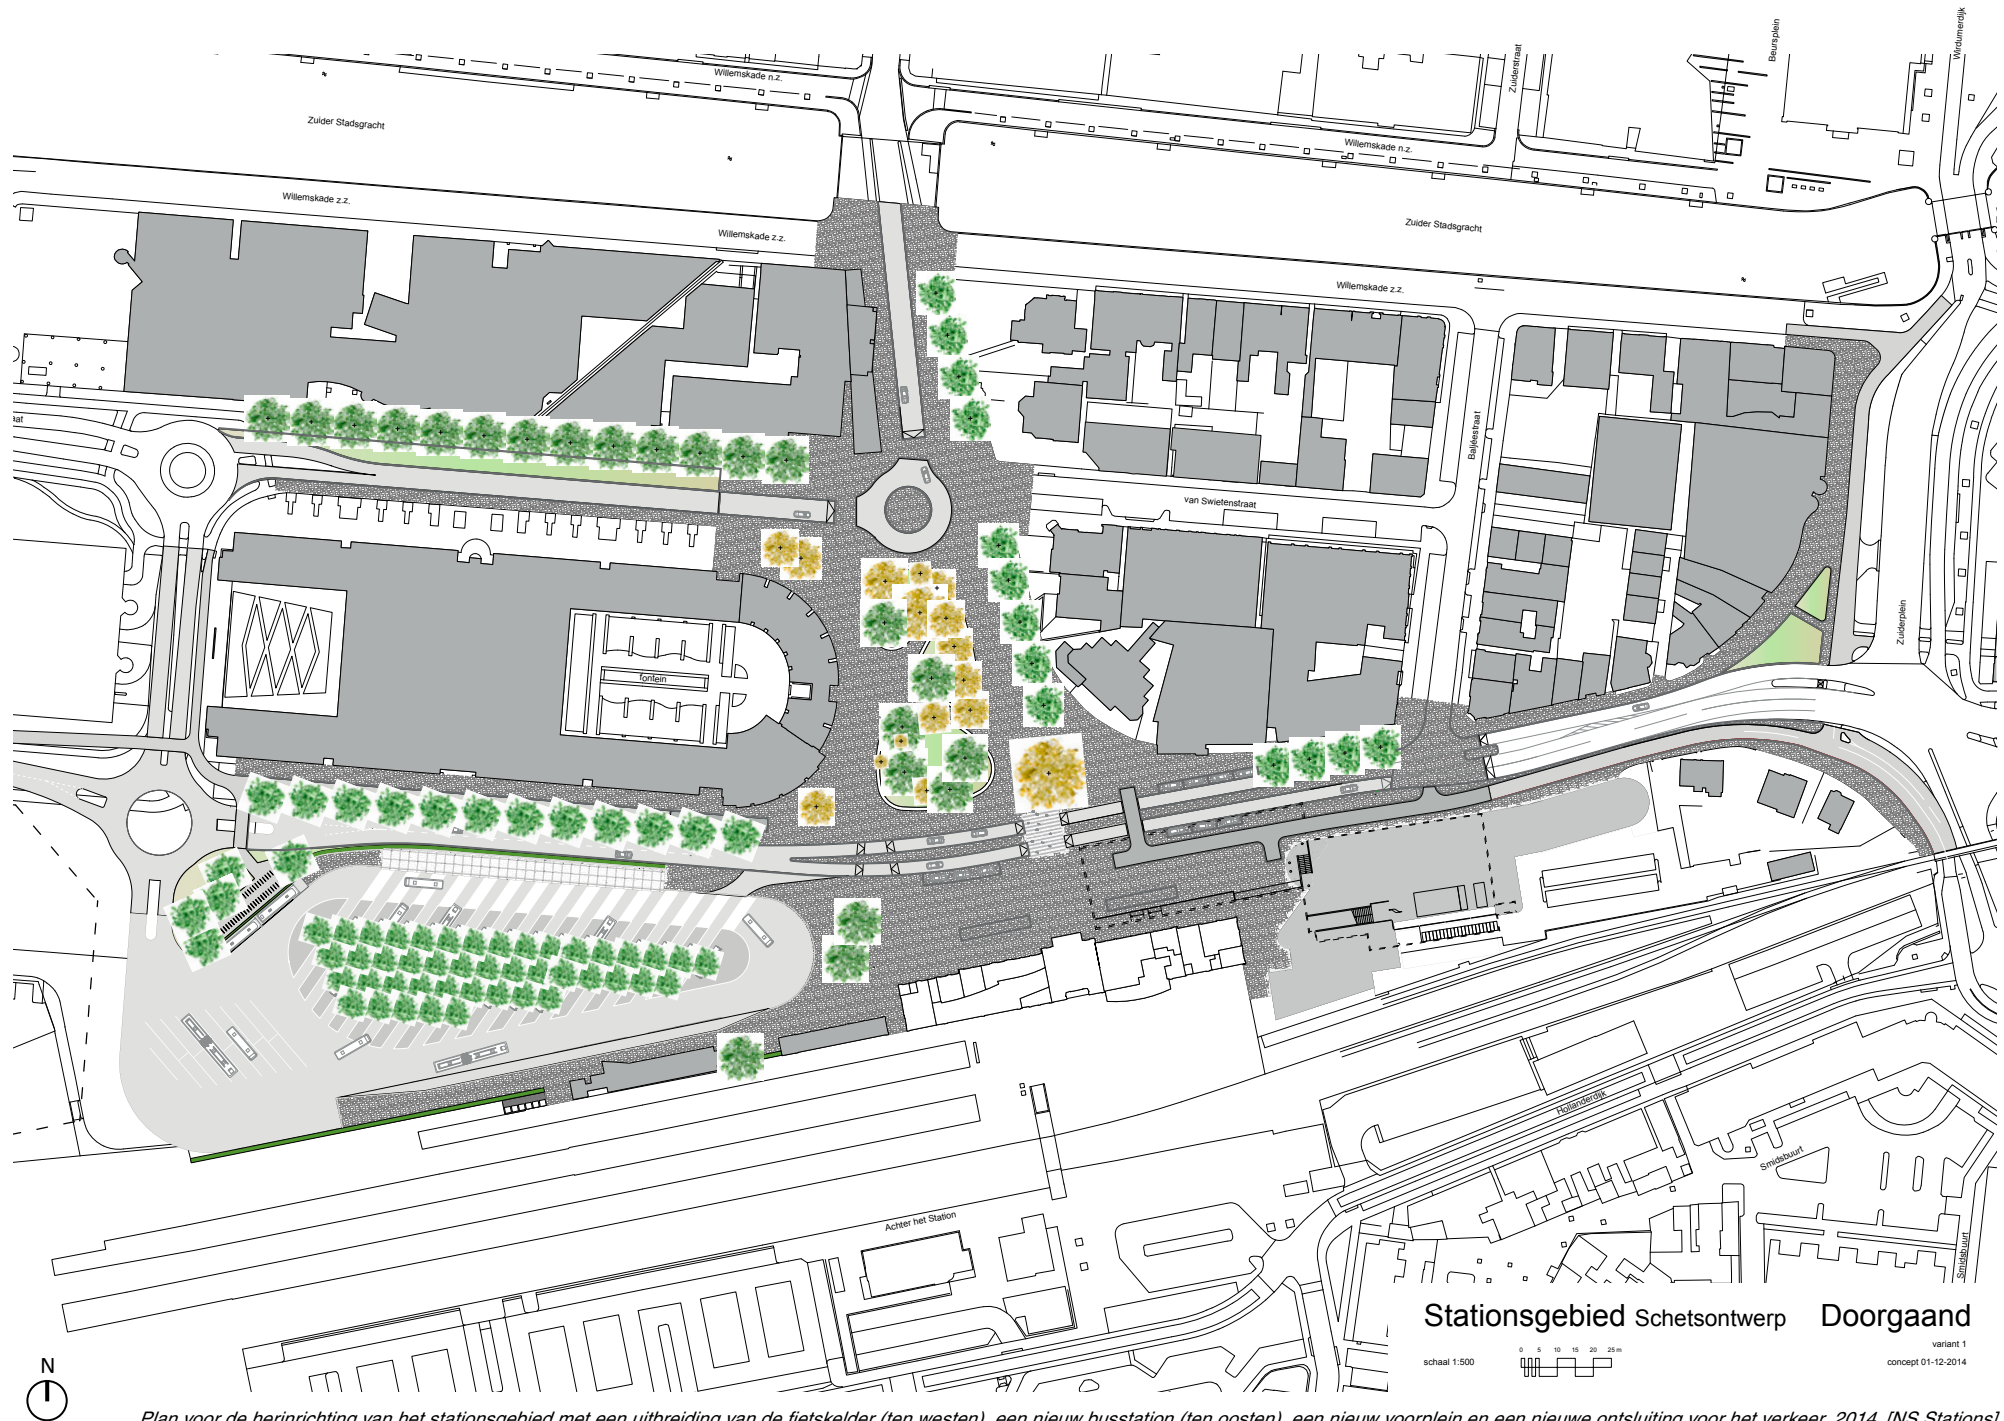 Beursplein
Wirdumerdijk
Zuiderstraat
Willemskade n.z.
Zuider Stadsgracht
Willemskade n.z.
Willemskade z.z.
Willemskade z.z.
Zuider Stadsgracht
Willemskade z.z.
aat
Baljéestraat
van Swietenstraat
Zuiderplein
fontein
Hollanderdijk
Smidsbuurt
Achter het Station
Smidsbuurt
Stationsgebied Schetsontwerp Doorgaand
variant 1
schaal 1:500
0 5 10 15 20 25 m
concept 01-12-2014
N
Plan voor de herinrichting van het stationsgebied met een uitbreiding van de fietskelder (ten westen), een nieuw busstation (ten oosten), een nieuw voorplein en een nieuwe ontsluiting voor het verkeer, 2014. [NS Stations]